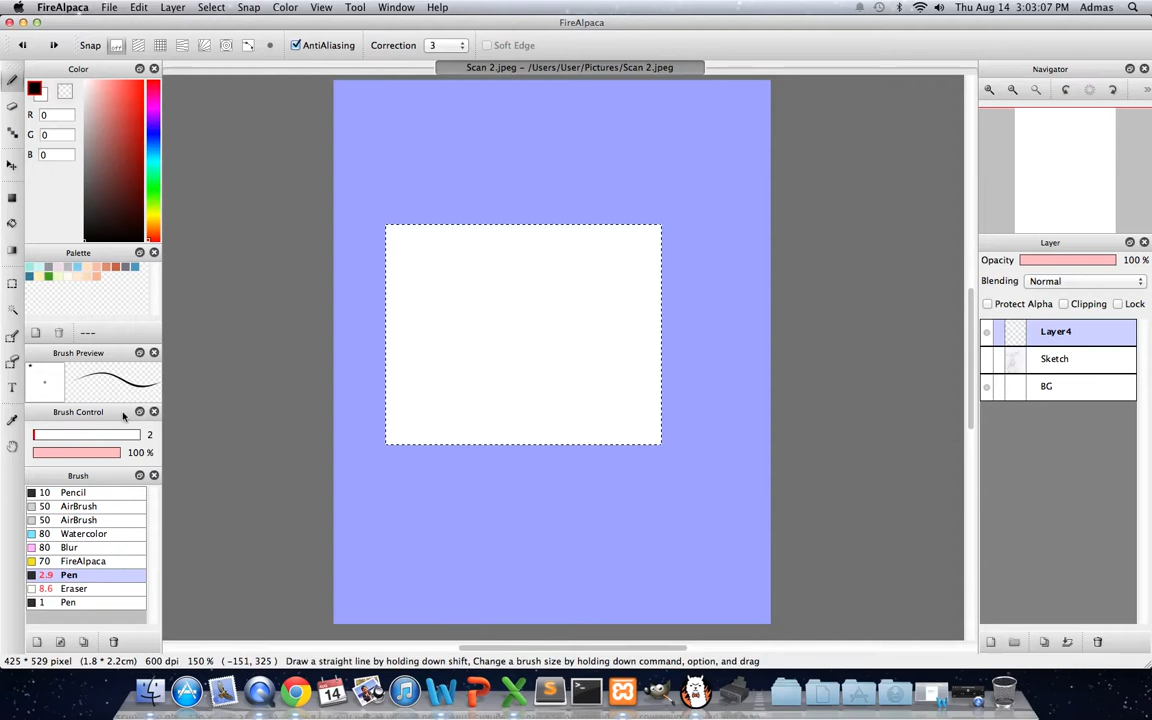 FireAlpaca File Edit Layer Select Snap Color View Tool Window Help Thu Aug 14 3:03:07 PM Admas
FireAlpaca
Snap off AntiAliasing Correction 3 Soft Edge
Scan 2.jpeg - /Users/User/Pictures/Scan 2.jpeg
Color
R 0
G 0
B 0
Palette
---
Brush Preview
Brush Control
2
100 %
Brush
10 Pencil
50 AirBrush
50 AirBrush
80 Watercolor
80 Blur
70 FireAlpaca
2.9 Pen
8.6 Eraser
1 Pen
Navigator
Layer
Opacity 100 %
Blending Normal
Protect Alpha Clipping Lock
Layer4
Sketch
BG
425 * 529 pixel (1.8 * 2.2cm) 600 dpi 150 % (-151, 325) Draw a straight line by holding down shift, Change a brush size by holding down command, option, and drag
14